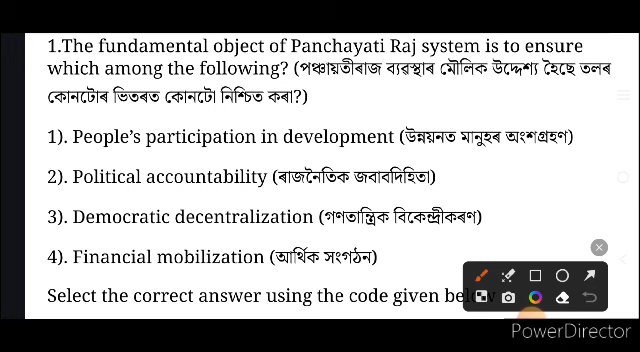 1.The fundamental object of Panchayati Raj system is to ensure
which among the following? (পঞ্চায়তীৰাজ ব্যৱস্থাৰ মৌলিক উদ্দেশ্য হৈছে তলৰ
কোনটোৰ ভিতৰত কোনটো নিশ্চিত কৰা?)
1). People's participation in development (উন্নয়নত মানুহৰ অংশগ্ৰহণ)
2). Political accountability (ৰাজনৈতিক জবাবদিহিতা)
3). Democratic decentralization (গণতান্ত্ৰিক বিকেন্দ্ৰীকৰণ)
4). Financial mobilization (আৰ্থিক সংগঠন)
Select the correct answer using the code given
PowerDirector